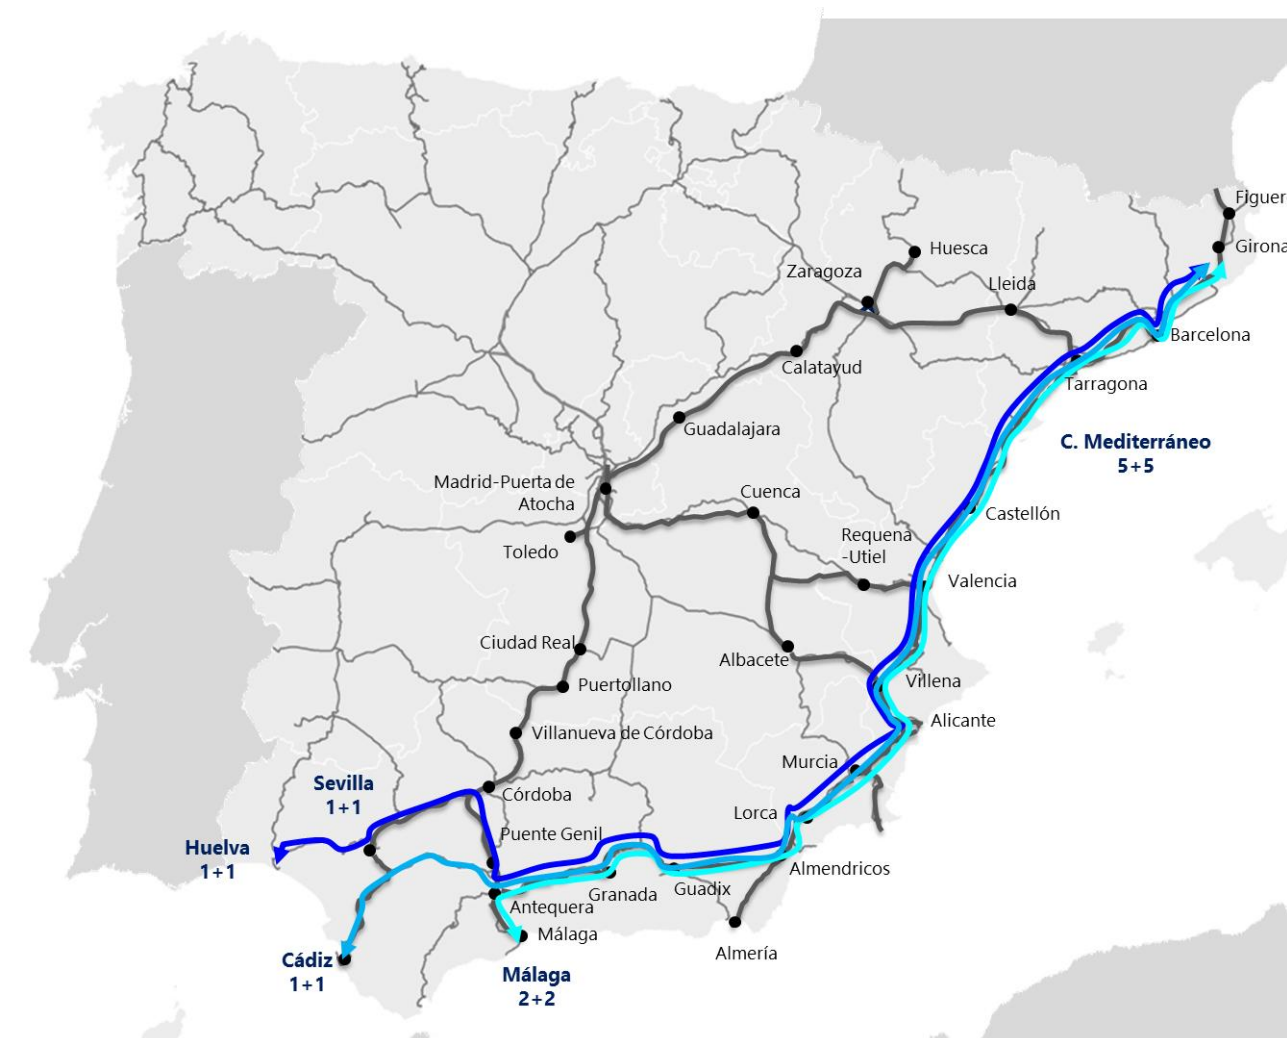 Figuer
Girona
Huesca
Zaragoza
Lleida
Barcelona
Calatayud
Tarragona
Guadalajara
C. Mediterráneo
5+5
Madrid-Puerta de
Atocha
Cuenca
Castellón
Requena
-Utiel
Toledo
Valencia
Ciudad Real
Albacete
Villena
Puertollano
Alicante
Villanueva de Córdoba
Murcia
Sevilla
1+1
Córdoba
Lorca
Puente Genil
Huelva
1+1
Almendricos
Granada
Guadix
Antequera
Málaga
Almería
Cádiz
1+1
Málaga
2+2